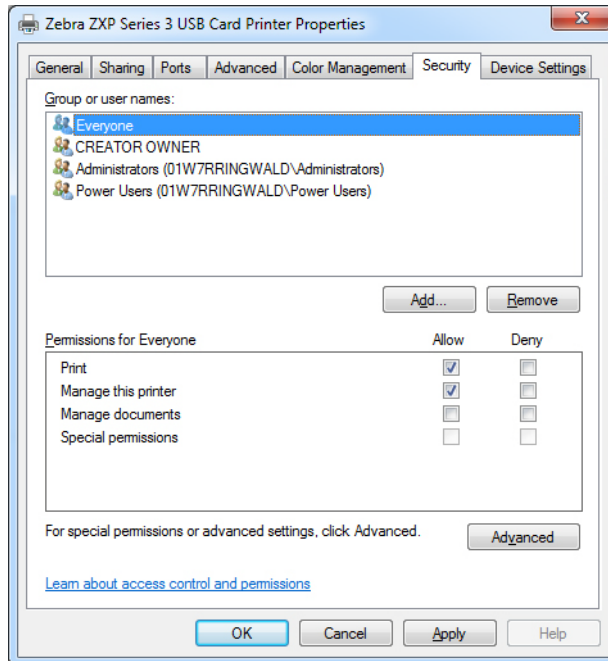 Zebra ZXP Series 3 USB Card Printer Properties
General Sharing Ports Advanced Color Management Security Device Settings
Group or user names:
Everyone
CREATOR OWNER
Administrators (01W7RRINGWALD\Administrators)
Power Users (01W7RRINGWALD\Power Users)
Add... Remove
Permissions for Everyone Allow Deny
Print
Manage this printer
Manage documents
Special permissions
For special permissions or advanced settings, click Advanced.
Advanced
Learn about access control and permissions
OK Cancel Apply Help